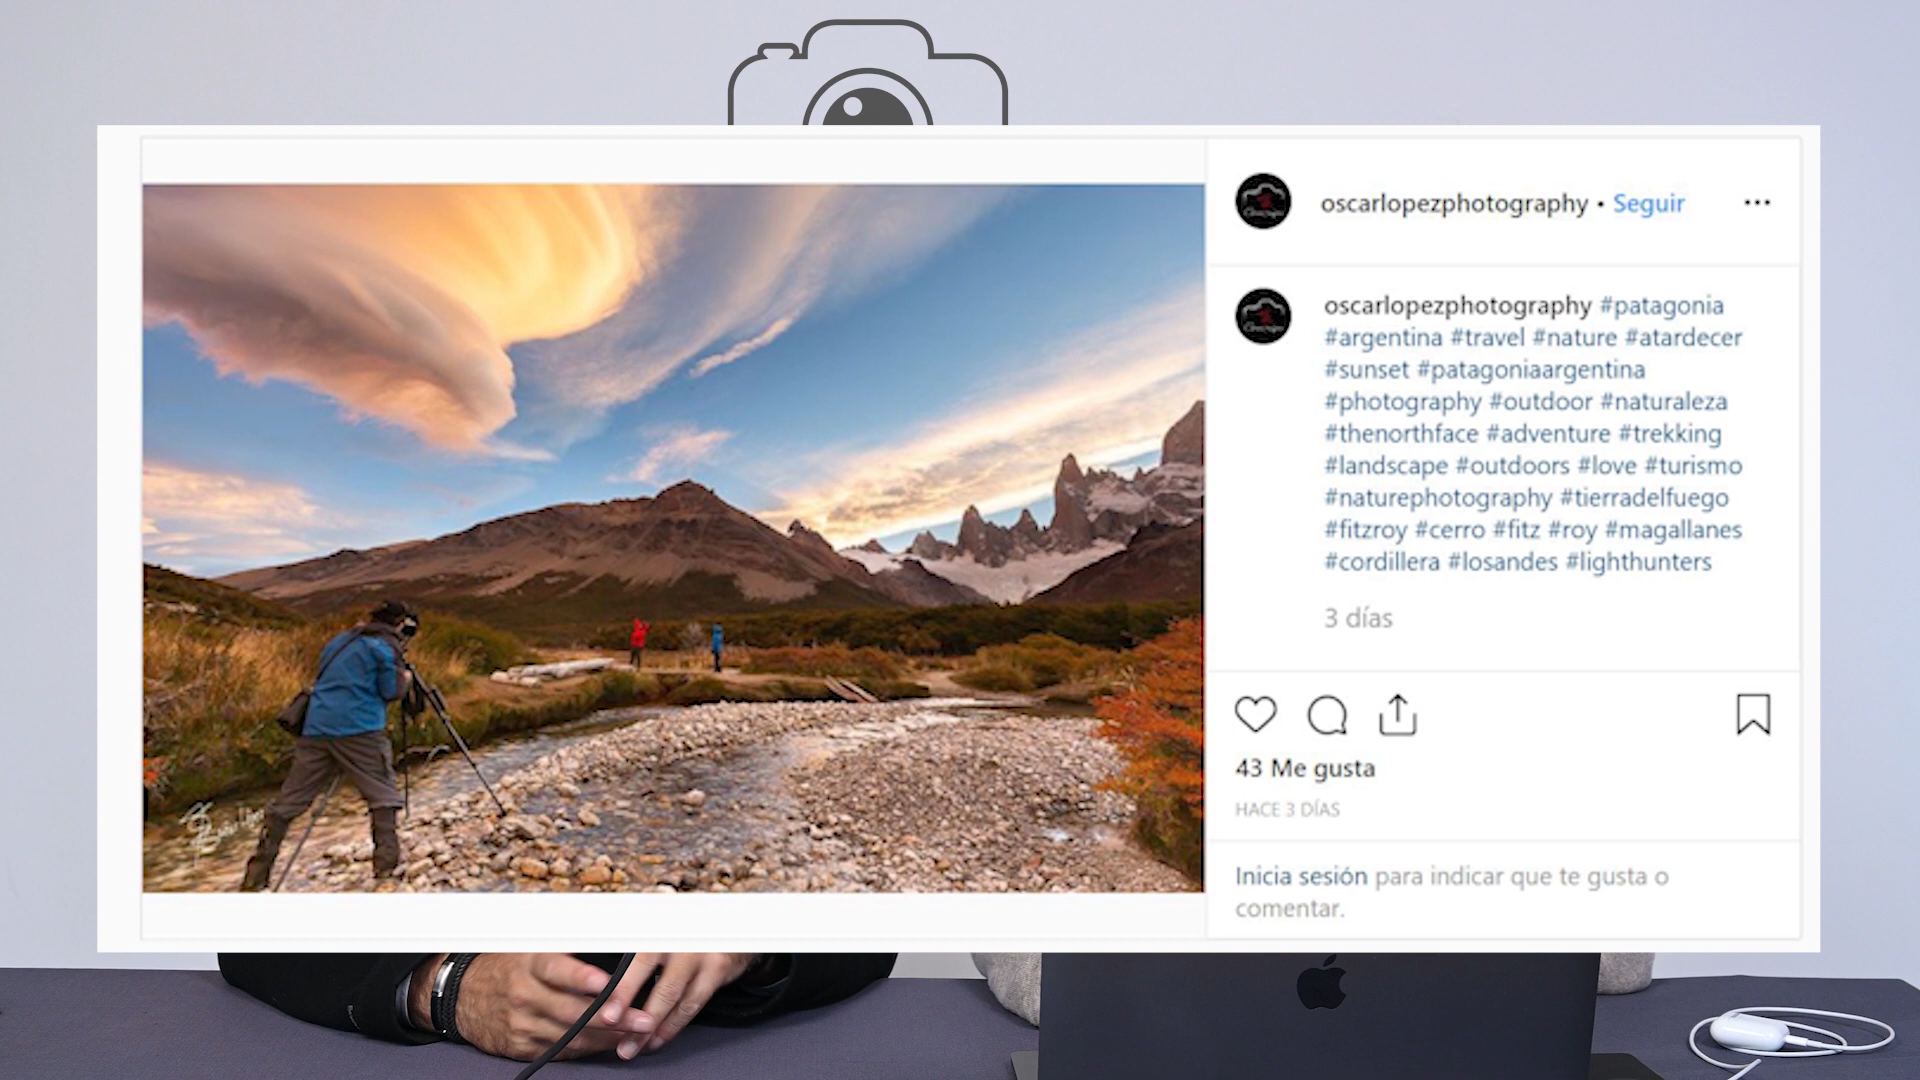 oscarlopezphotography • Seguir
oscarlopezphotography #patagonia
#argentina #travel #nature #atardecer
#sunset #patagoniaargentina
#photography #outdoor #naturaleza
#thenorthface #adventure #trekking
#landscape #outdoors #love #turismo
#naturephotography #tierradelfuego
#fitzroy #cerro #fitz #roy #magallanes
#cordillera #losandes #lighthunters
3 días
43 Me gusta
HACE 3 DÍAS
Inicia sesión para indicar que te gusta o
comentar.